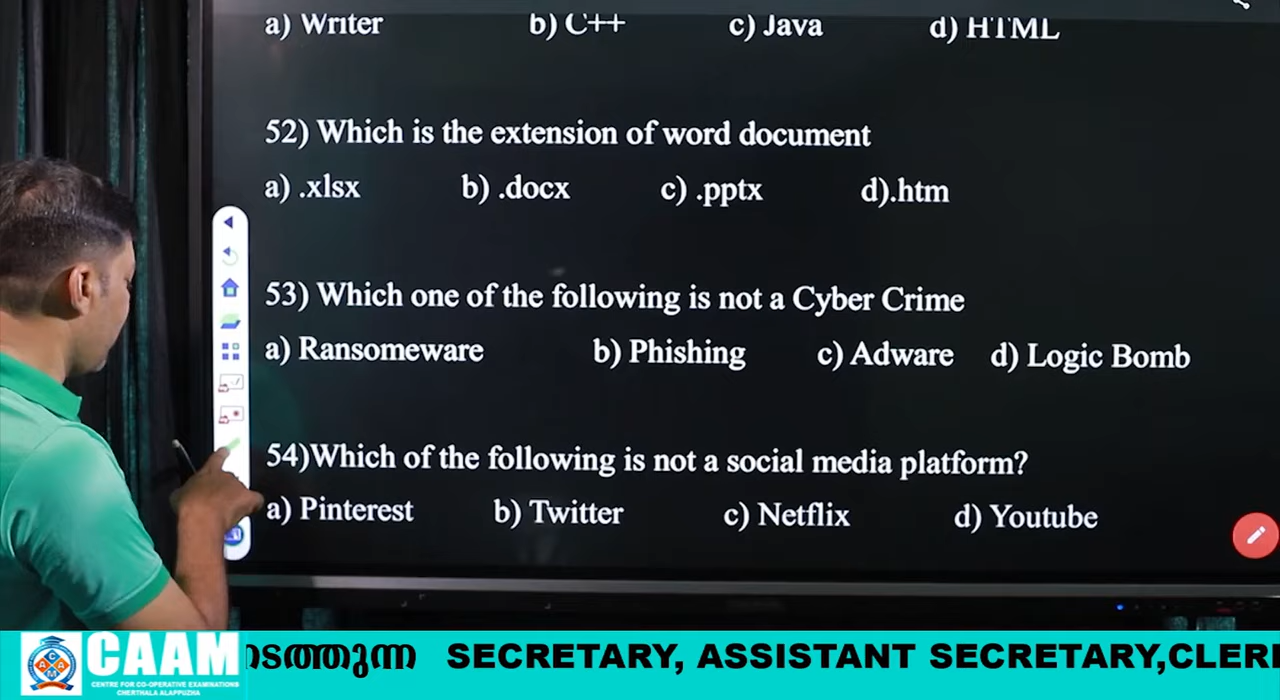 a) Writer b) C++ c) Java d) HTML
52) Which is the extension of word document
a) .xlsx b) .docx c) .pptx d).htm
53) Which one of the following is not a Cyber Crime
a) Ransomeware b) Phishing c) Adware d) Logic Bomb
54)Which of the following is not a social media platform?
a) Pinterest b) Twitter c) Netflix d) Youtube
CAAM
CENTRE FOR CO-OPERATIVE EXAMINATIONS
CHERTHALA ALAPPUZHA
SECRETARY, ASSISTANT SECRETARY,